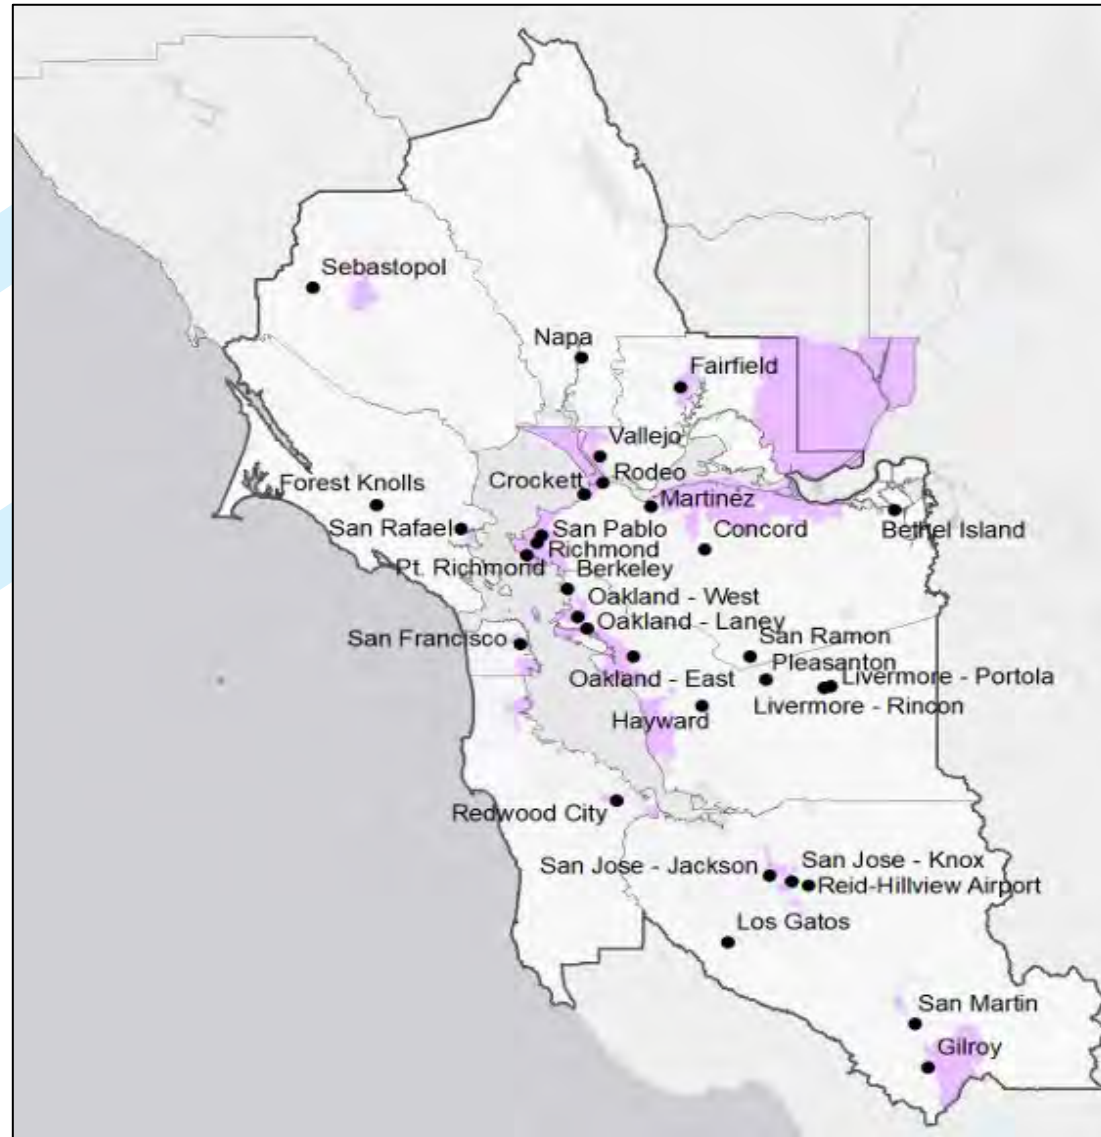 Sebastopol
Napa
Fairfield
Vallejo
Rodeo
Crockett
Forest Knolls
Martinez
Bethel Island
San Rafael
San Pablo
Concord
Richmond
Pt. Richmond
Berkeley
Oakland - West
Oakland - Laney
San Francisco
San Ramon
Pleasanton
Oakland - East
Livermore - Portola
Livermore - Rincon
Hayward
Redwood City
San Jose - Jackson
San Jose - Knox
Reid-Hillview Airport
Los Gatos
San Martin
Gilroy